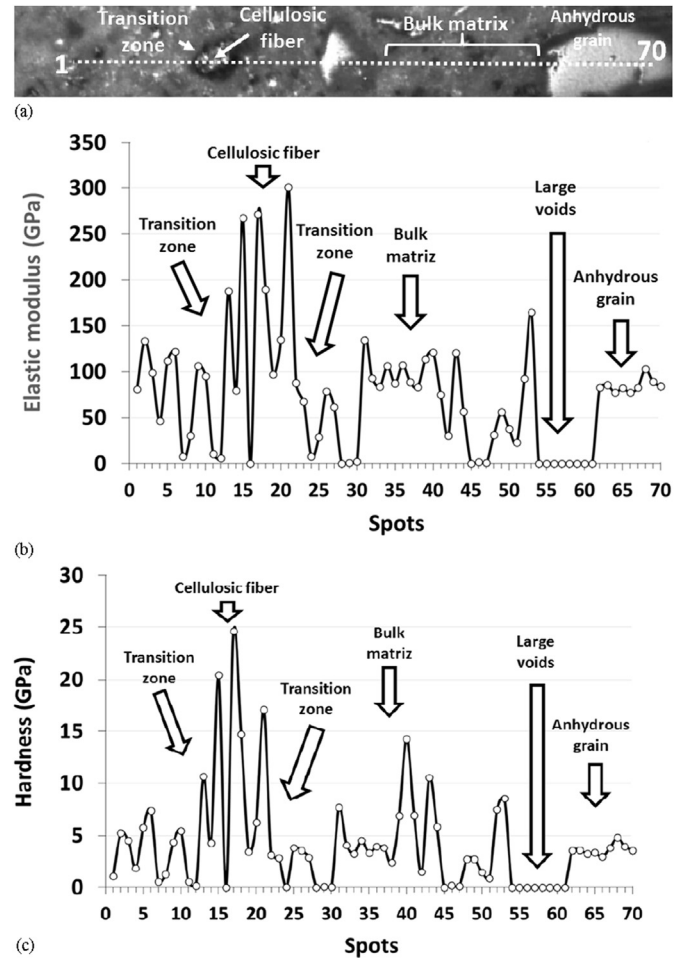 Transition
zone
Cellulosic
fiber
Bulk matrix
Anhydrous
grain
1
70
(a)
350
300
250
200
150
100
50
0
Elastic modulus (GPa)
Cellulosic fiber
Transition
zone
Transition
zone
Bulk
matriz
Large
voids
Anhydrous
grain
0 5 10 15 20 25 30 35 40 45 50 55 60 65 70
Spots
(b)
30
25
20
15
10
5
0
Hardness (GPa)
Cellulosic fiber
Transition
zone
Transition
zone
Bulk
matriz
Large
voids
Anhydrous
grain
0 5 10 15 20 25 30 35 40 45 50 55 60 65 70
Spots
(c)